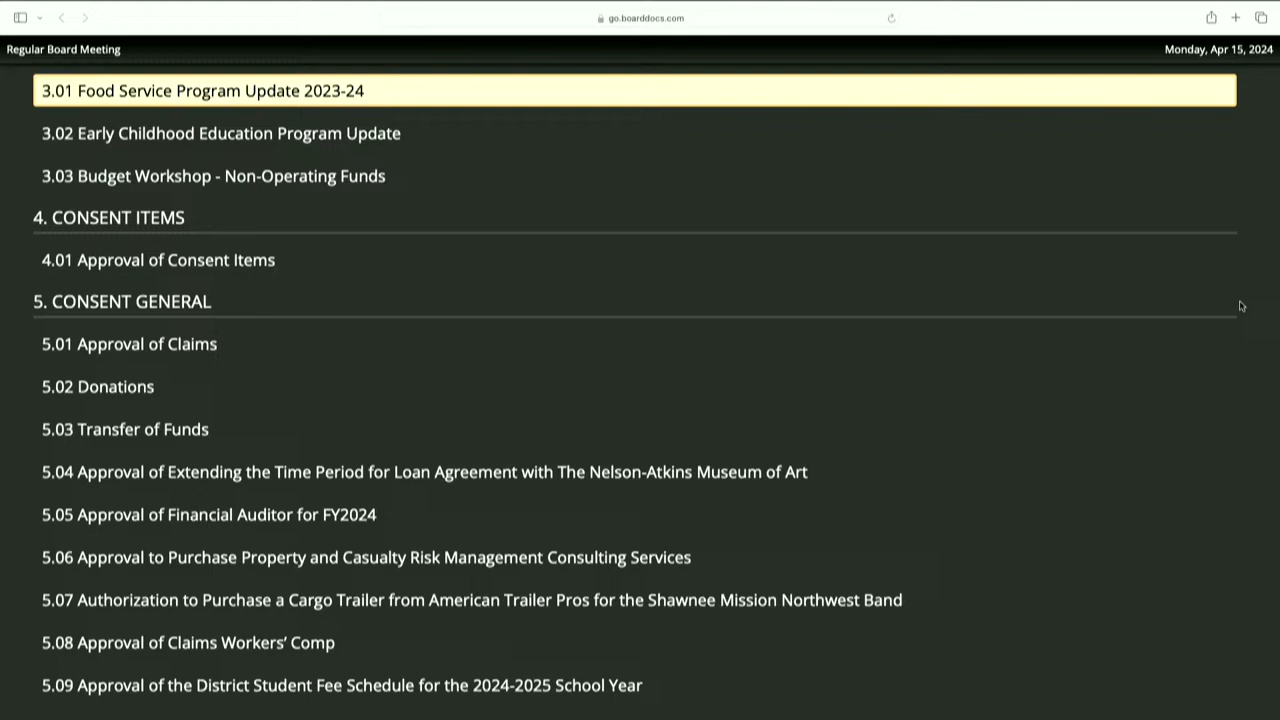 go.boarddocs.com
Regular Board Meeting
Monday, Apr 15, 2024
3.01 Food Service Program Update 2023-24
3.02 Early Childhood Education Program Update
3.03 Budget Workshop - Non-Operating Funds
4. CONSENT ITEMS
4.01 Approval of Consent Items
5. CONSENT GENERAL
5.01 Approval of Claims
5.02 Donations
5.03 Transfer of Funds
5.04 Approval of Extending the Time Period for Loan Agreement with The Nelson-Atkins Museum of Art
5.05 Approval of Financial Auditor for FY2024
5.06 Approval to Purchase Property and Casualty Risk Management Consulting Services
5.07 Authorization to Purchase a Cargo Trailer from American Trailer Pros for the Shawnee Mission Northwest Band
5.08 Approval of Claims Workers’ Comp
5.09 Approval of the District Student Fee Schedule for the 2024-2025 School Year